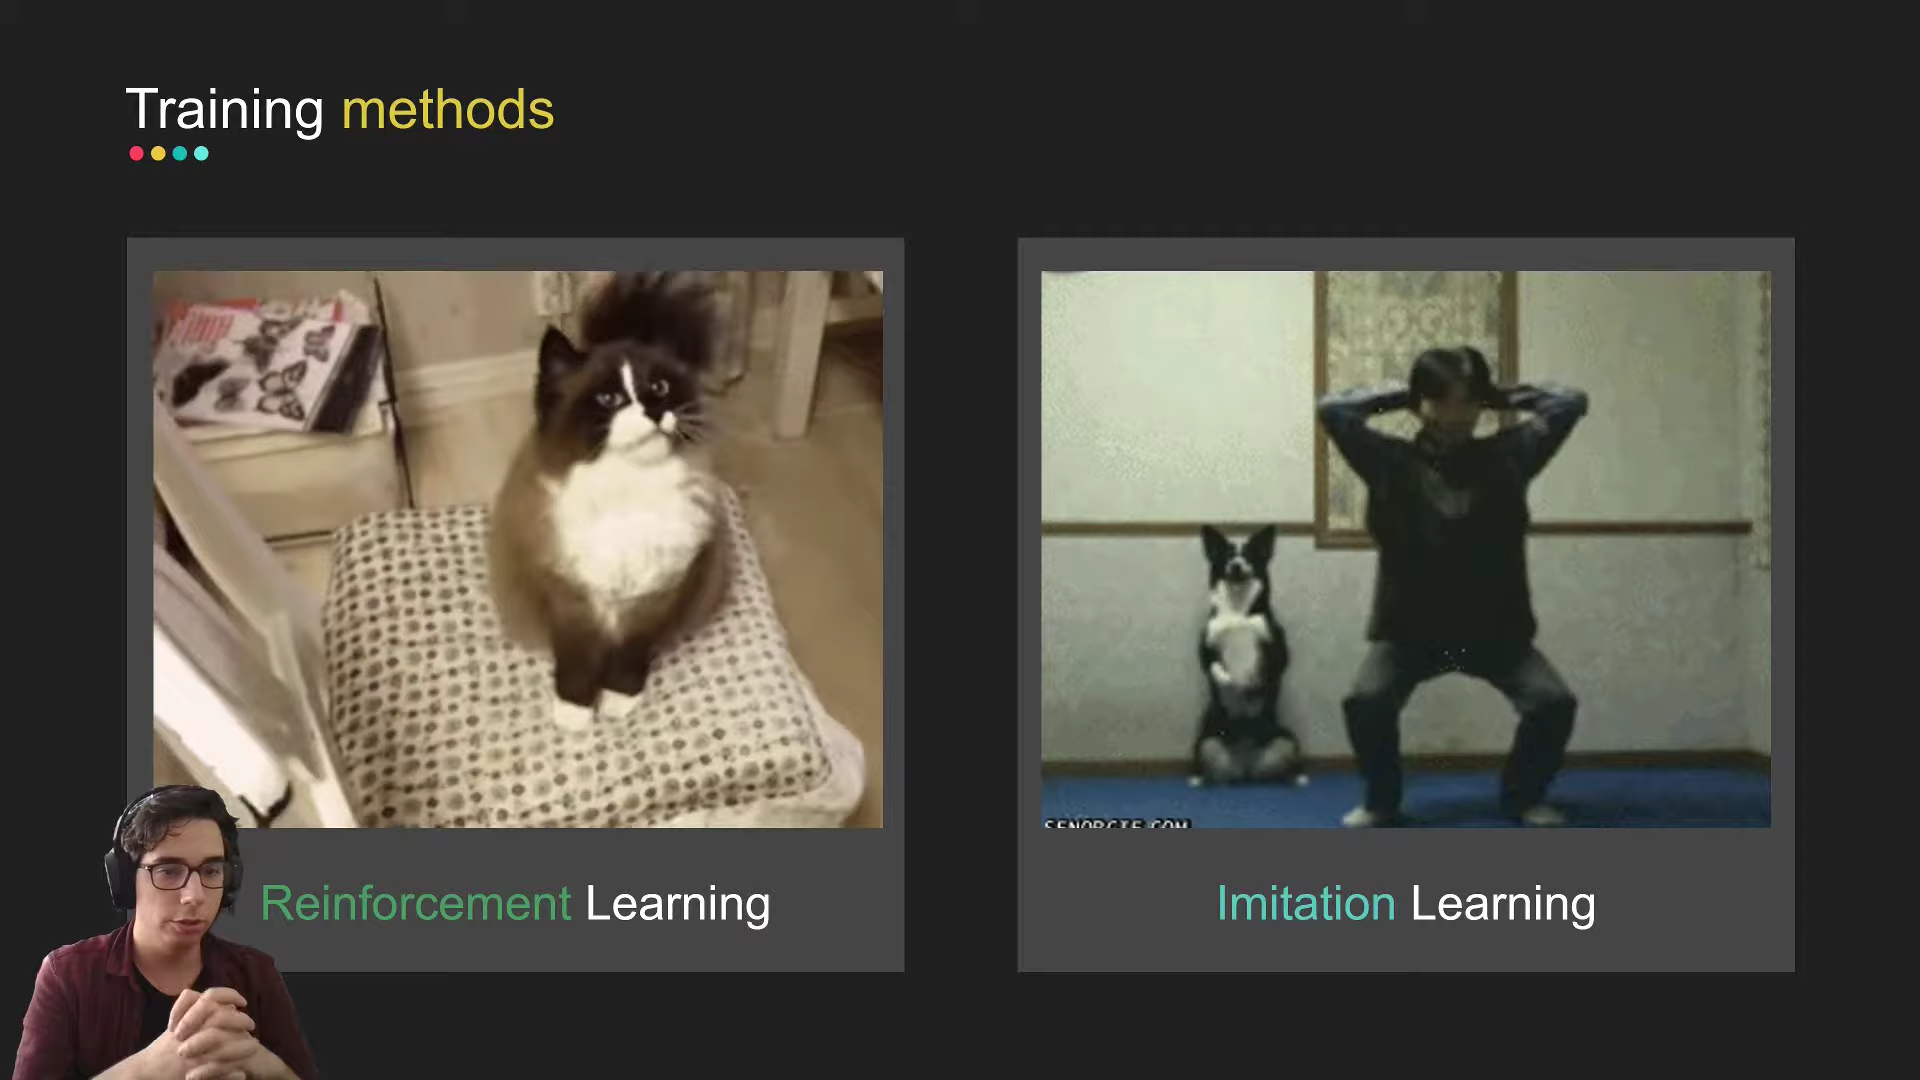 Training methods
Reinforcement Learning
Imitation Learning